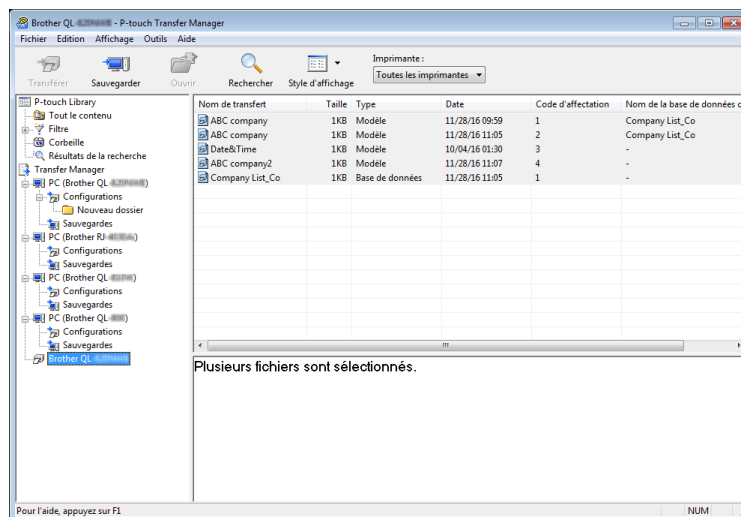 Brother QL - P-touch Transfer Manager
Fichier Edition Affichage Outils Aide
Transférer Sauvegarder Ouvrir Rechercher Style d'affichage
Imprimante :
Toutes les imprimantes
P-touch Library
Tout le contenu
Filtre
Corbeille
Résultats de la recherche
Transfer Manager
PC (Brother QL- )
Configurations
Nouveau dossier
Sauvegardes
PC (Brother RJ- )
Configurations
Sauvegardes
PC (Brother QL- )
Configurations
Sauvegardes
PC (Brother QL- )
Configurations
Sauvegardes
Brother QL-
Nom de transfert Taille Type Date Code d'affectation Nom de la base de données
ABC company 1KB Modèle 11/28/16 09:59 1 Company List_Co
ABC company 1KB Modèle 11/28/16 11:05 2 Company List_Co
Date&Time 1KB Modèle 10/04/16 01:30 3 -
ABC company2 1KB Modèle 11/28/16 11:07 4 -
Company List_Co 1KB Base de données 11/28/16 11:05 1 -
Plusieurs fichiers sont sélectionnés.
Pour l'aide, appuyez sur F1
NUM